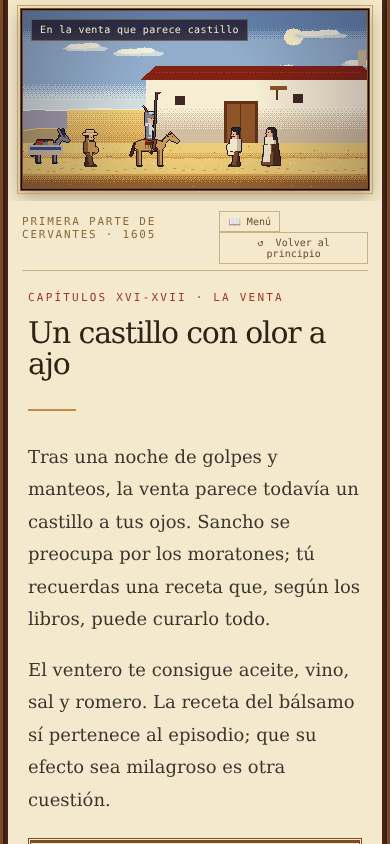 En la venta que parece castillo
PRIMERA PARTE DE
CERVANTES · 1605
📖 Menú
↺ Volver al
principio
CAPÍTULOS XVI-XVII · LA VENTA
Un castillo con olor a
ajo
Tras una noche de golpes y
manteos, la venta parece todavía un
castillo a tus ojos. Sancho se
preocupa por los moratones; tú
recuerdas una receta que, según los
libros, puede curarlo todo.
El ventero te consigue aceite, vino,
sal y romero. La receta del bálsamo
sí pertenece al episodio; que su
efecto sea milagroso es otra
cuestión.